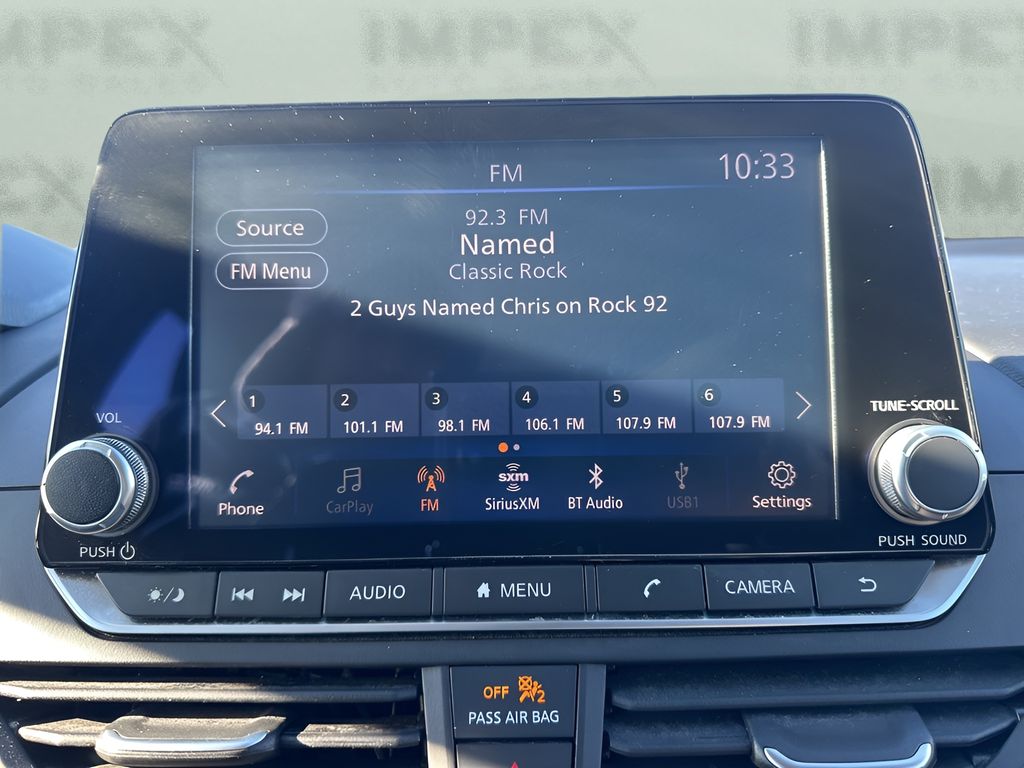 IMPEX IMPEX IMPEX
FM
10:33
Source
92.3 FM
Named
FM Menu
Classic Rock
2 Guys Named Chris on Rock 92
1 2 3 4 5 6
94.1 FM 101.1 FM 98.1 FM 106.1 FM 107.9 FM 107.9 FM
VOL
TUNE-SCROLL
sxm
Phone CarPlay FM SiriusXM BT Audio USB1 Settings
PUSH
PUSH SOUND
AUDIO MENU CAMERA
OFF 2
PASS AIR BAG